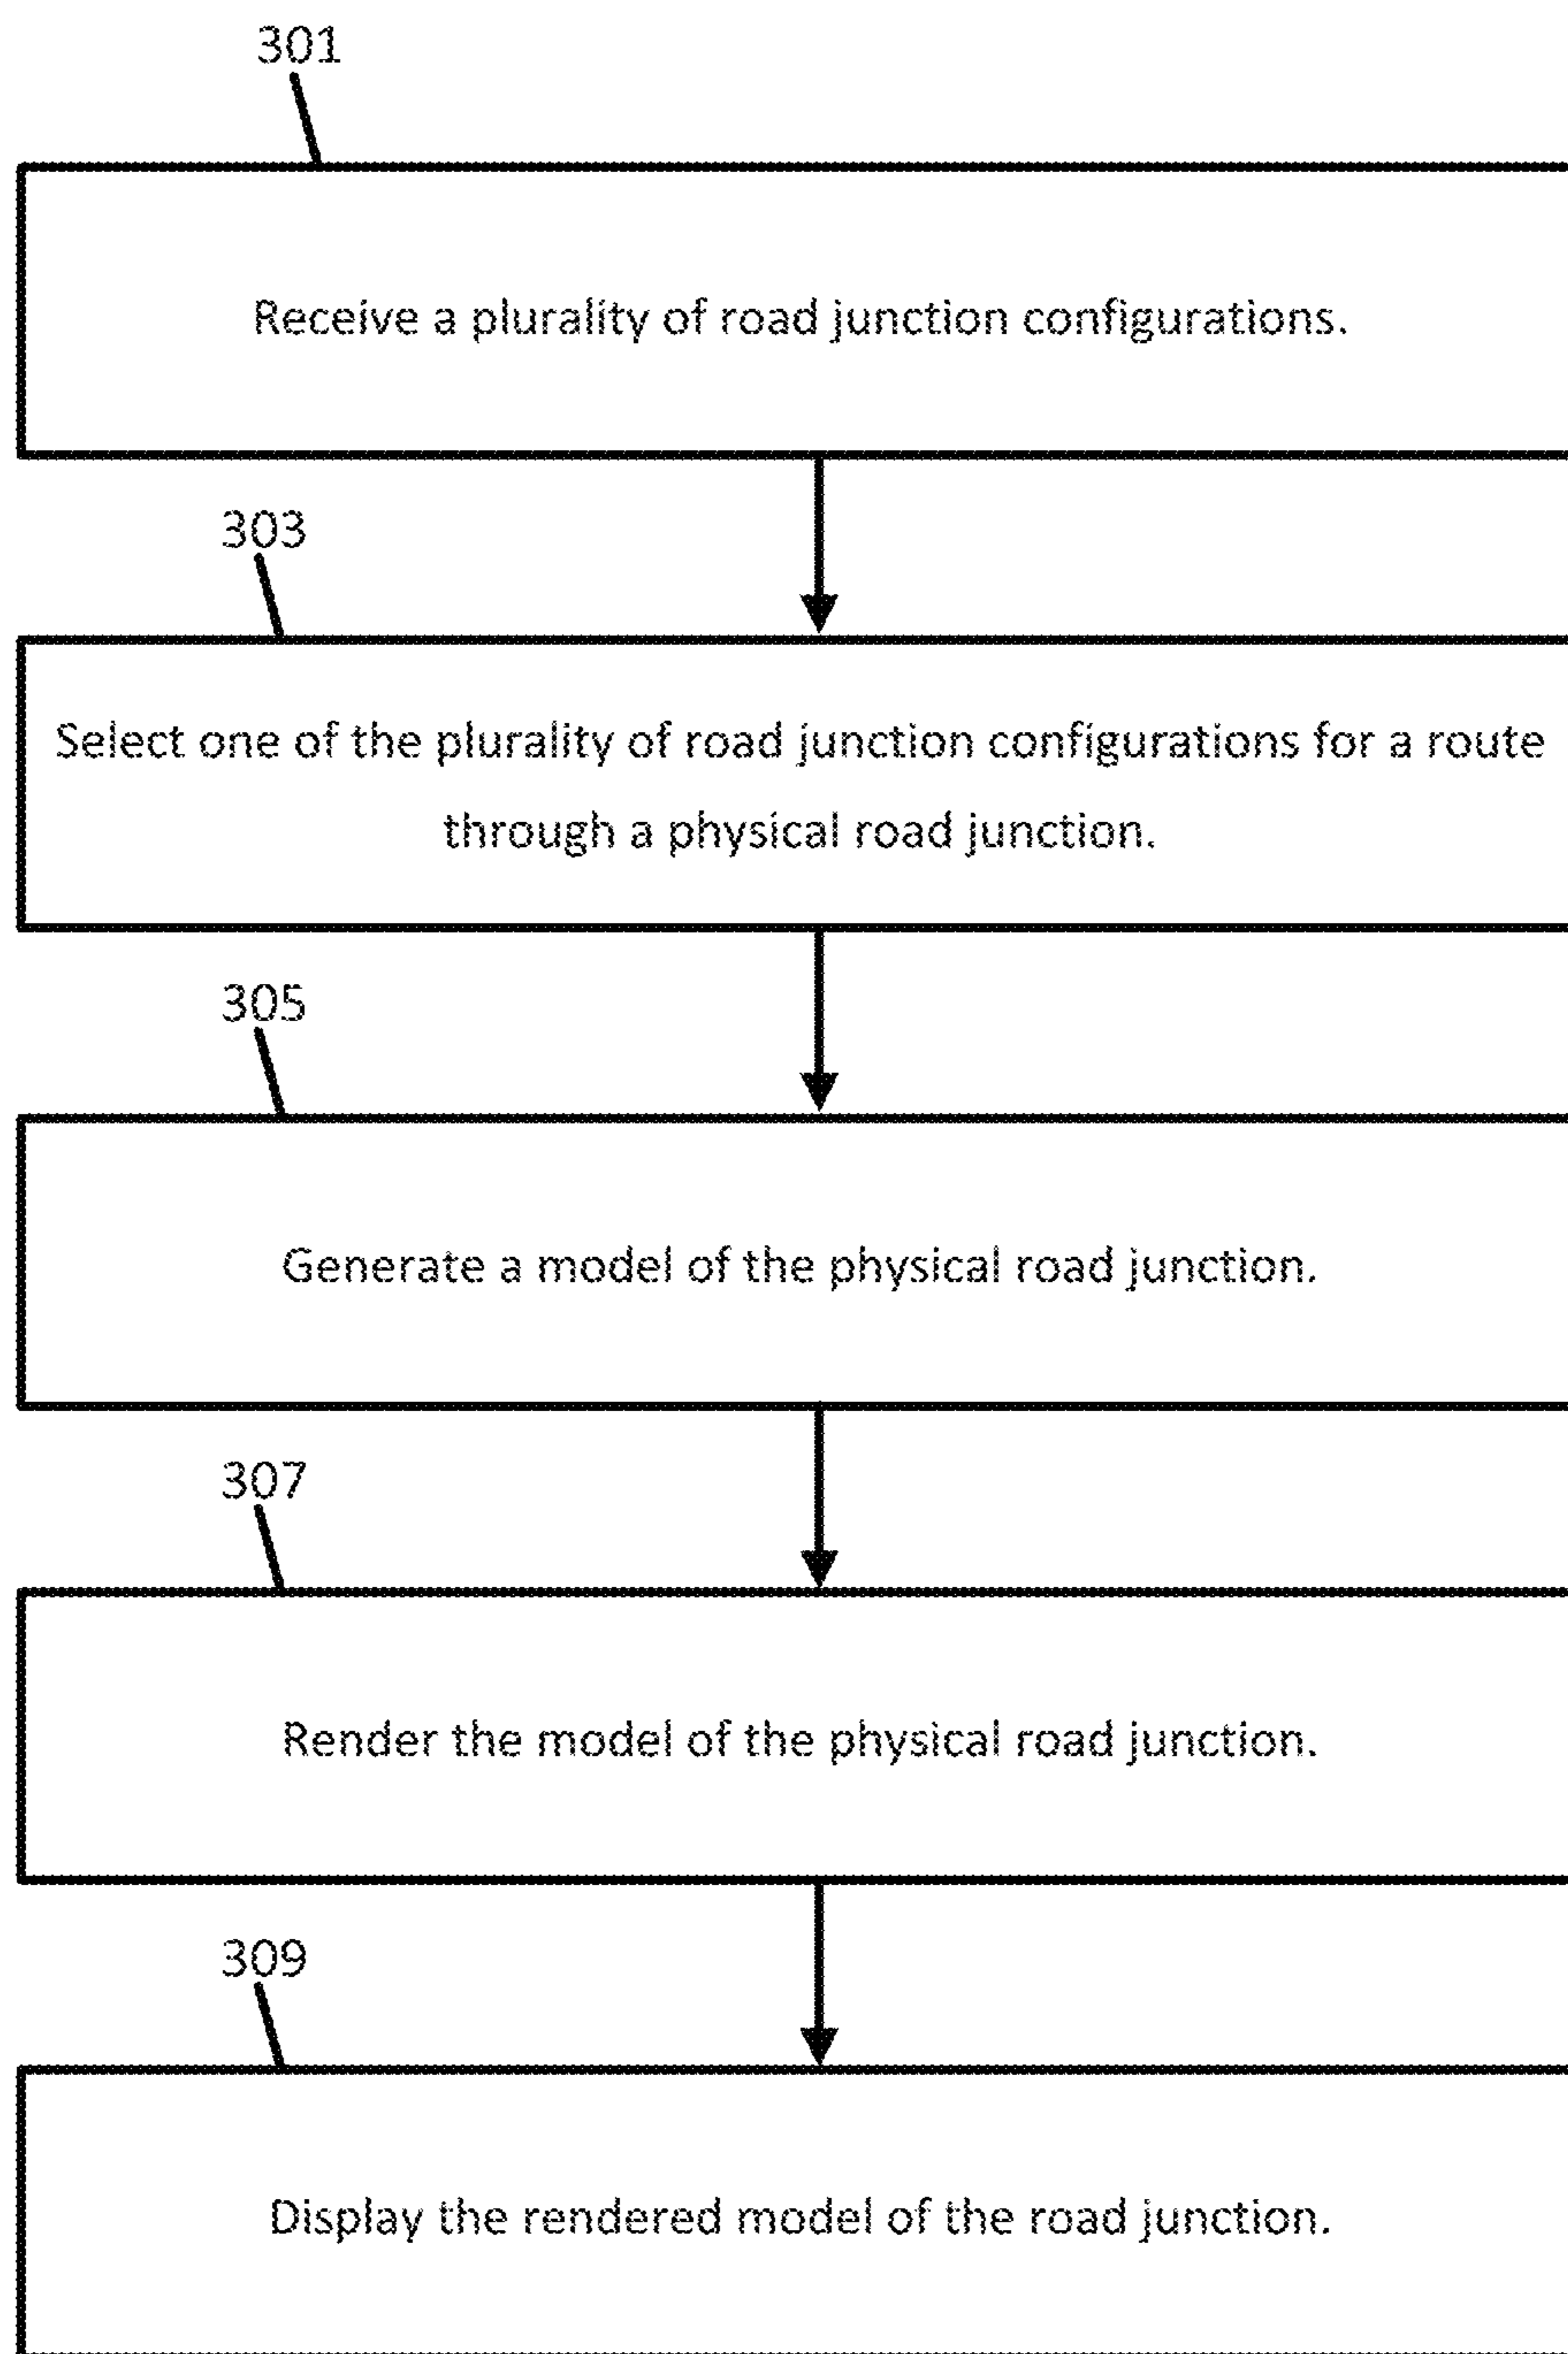 301
Receive a plurality of road junction configurations.
303
Select one of the plurality of road junction configurations for a route
through a physical road junction.
305
Generate a model of the physical road junction.
307
Render the model of the physical road junction.
309
Display the rendered model of the road junction.